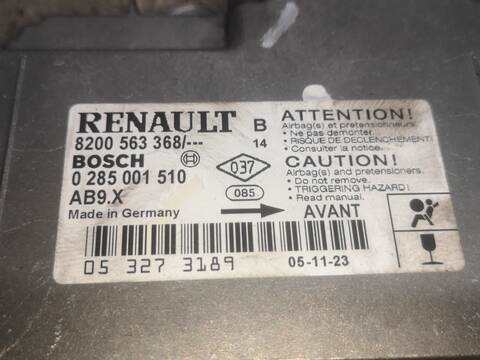 RENAULT B
8200 563 368/--- 14
BOSCH
0 285 001 510
AB9.X
Made in Germany
037
085
ATTENTION!
Airbag(s) et pretensionneurs.
• Ne pas demonter.
• RISQUE de DECLENCHEMENT!
• Consulter la notice.
CAUTION!
Airbag(s) and pretensioners.
• Do not remove.
• TRIGGERING HAZARD!
• Read manual.
AVANT
05 327 3189
05-11-23